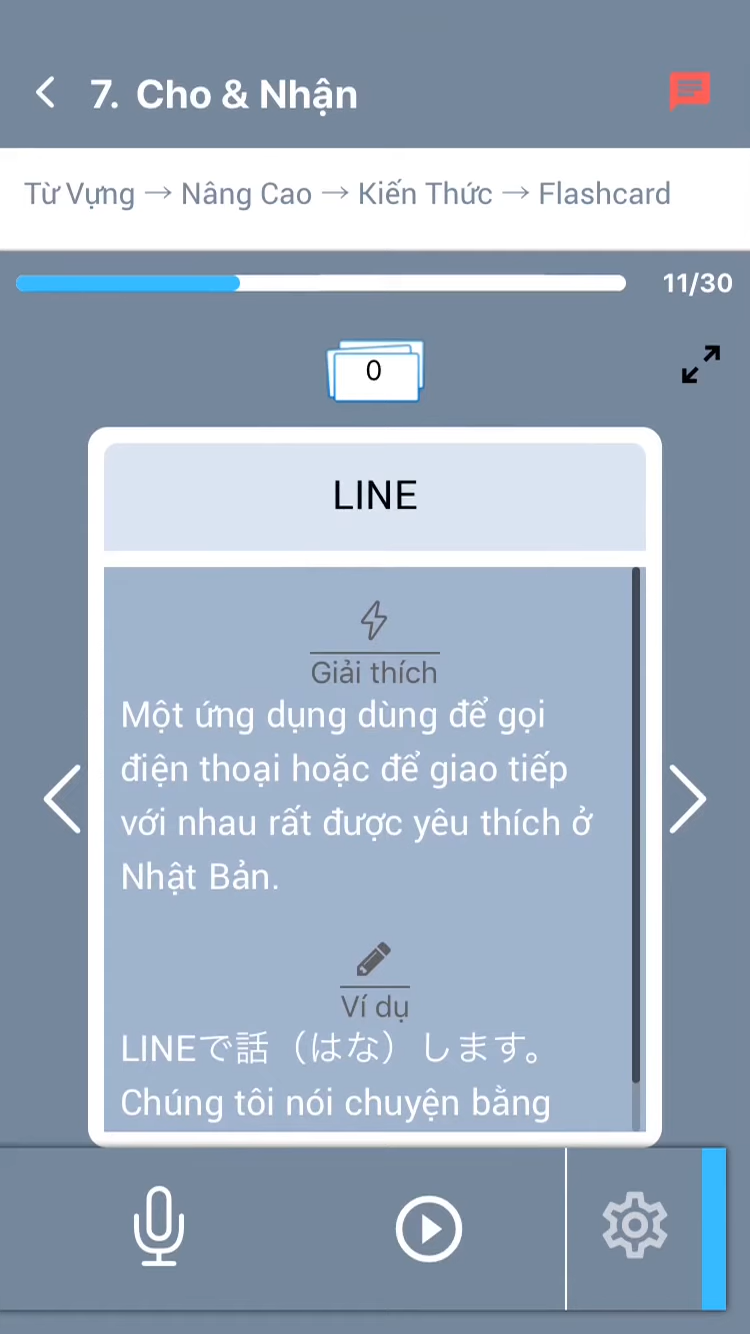 7. Cho & Nhận
Từ Vựng → Nâng Cao → Kiến Thức → Flashcard
11/30
0
LINE
Giải thích
Một ứng dụng dùng để gọi
điện thoại hoặc để giao tiếp
với nhau rất được yêu thích ở
Nhật Bản.
Ví dụ
LINEで話（はな）します。
Chúng tôi nói chuyện bằng